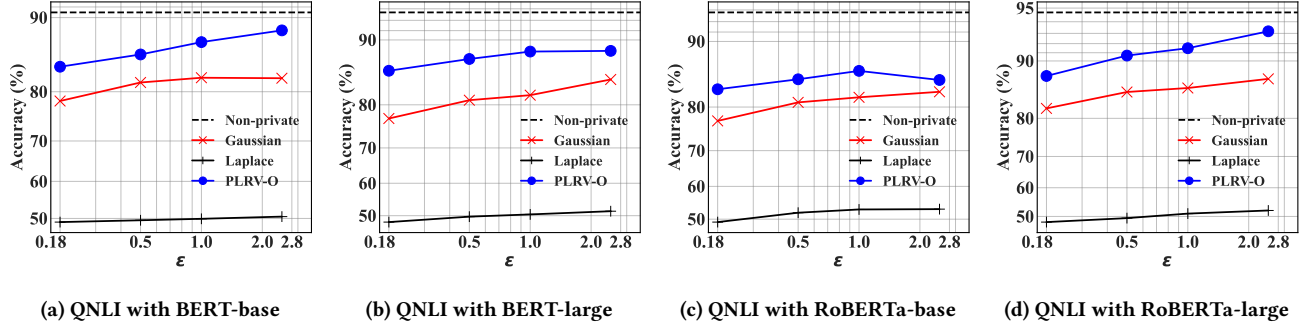 90
80
70
60
50
Accuracy (%)
Non-private
Gaussian
Laplace
PLRV-O
0.18 0.5 1.0 2.0 2.8
ε
(a) QNLI with BERT-base
90
80
70
60
50
Accuracy (%)
Non-private
Gaussian
Laplace
PLRV-O
0.18 0.5 1.0 2.0 2.8
ε
(b) QNLI with BERT-large
90
80
70
60
50
Accuracy (%)
Non-private
Gaussian
Laplace
PLRV-O
0.18 0.5 1.0 2.0 2.8
ε
(c) QNLI with RoBERTa-base
95
90
80
70
60
50
Accuracy (%)
Non-private
Gaussian
Laplace
PLRV-O
0.18 0.5 1.0 2.0 2.8
ε
(d) QNLI with RoBERTa-large